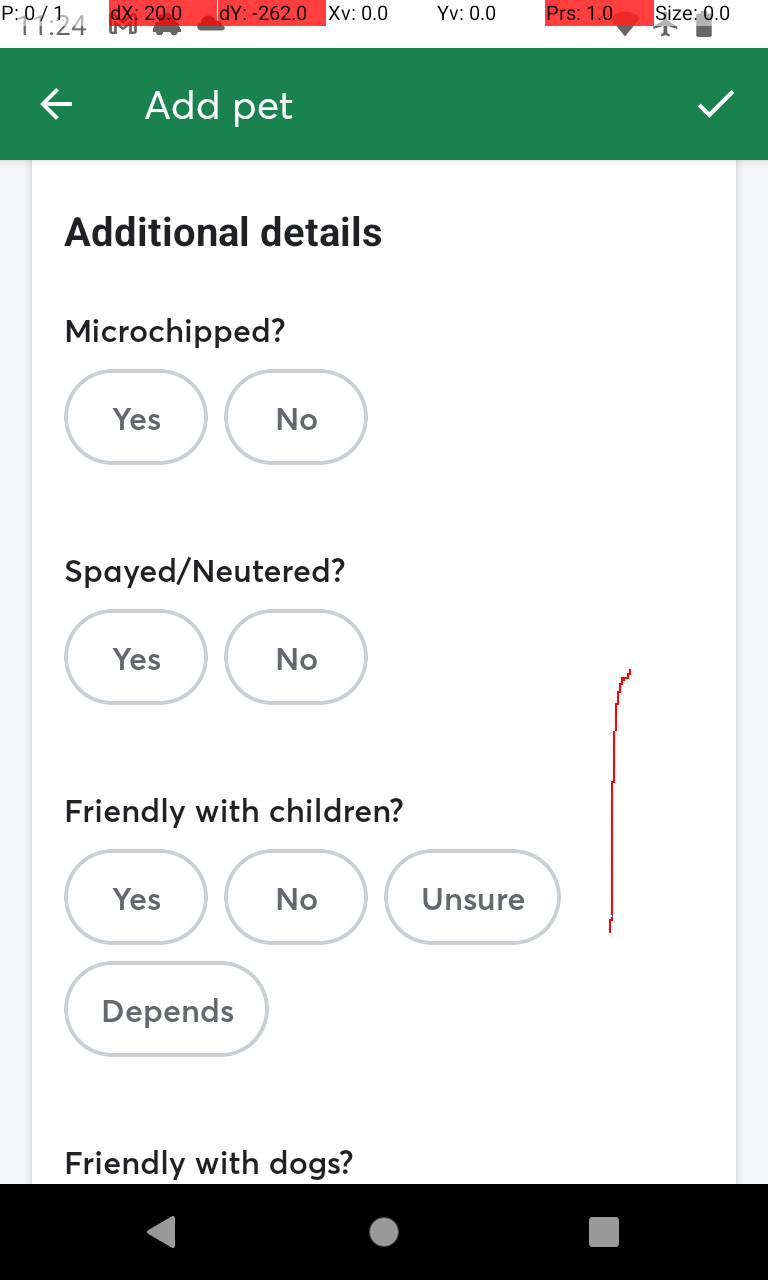 P: 0 / 1 dX: 20.0 dY: -262.0 Xv: 0.0 Yv: 0.0 Prs: 1.0 Size: 0.0
11:24
Add pet
Additional details
Microchipped?
Yes No
Spayed/Neutered?
Yes No
Friendly with children?
Yes No Unsure
Depends
Friendly with dogs?